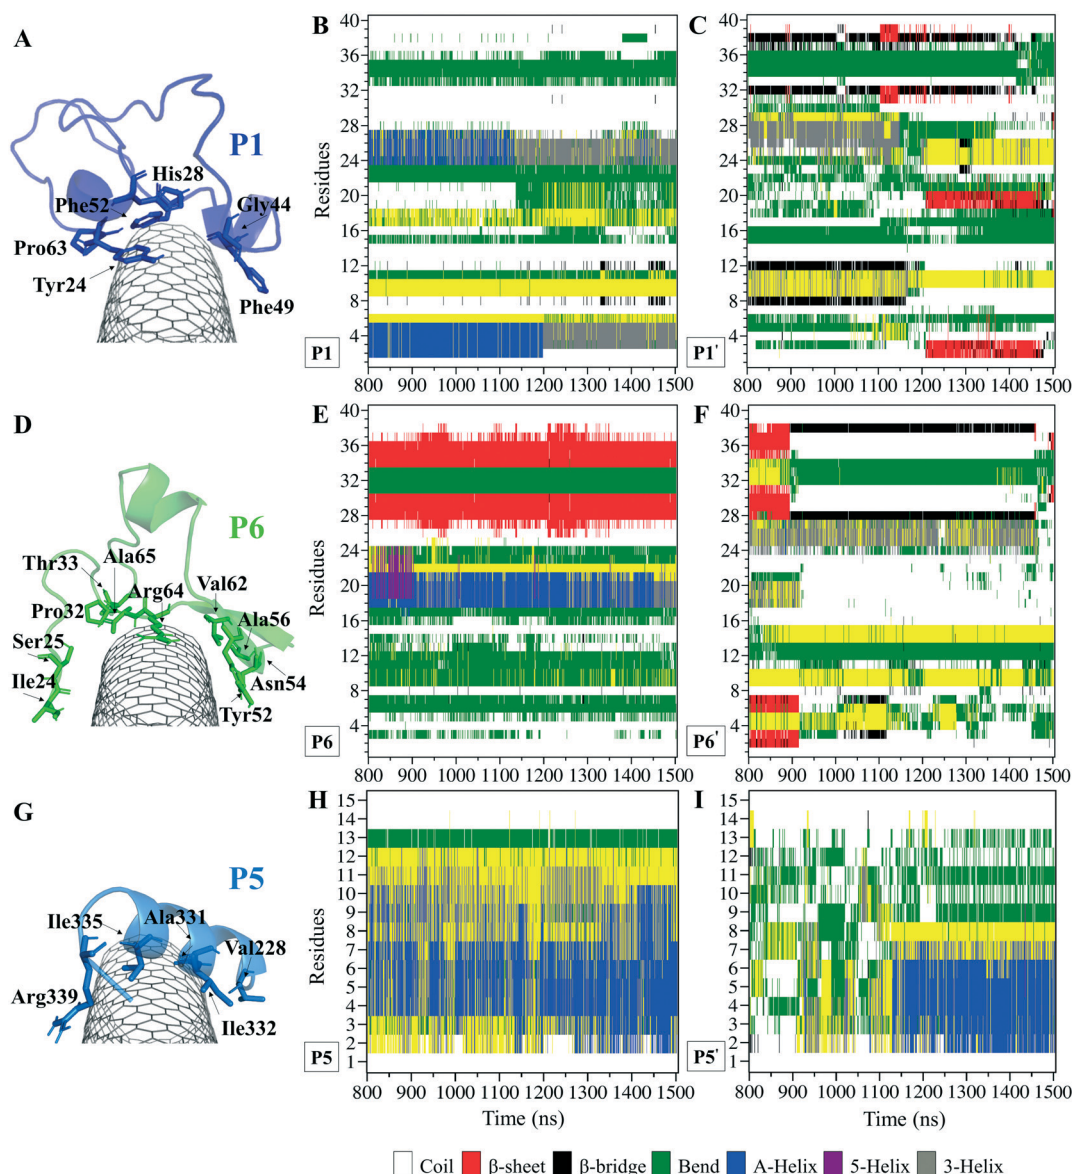 A
P1
His28
Phe52
Gly44
Pro63
Tyr24
Phe49
B
Residues
40
36
32
28
24
20
16
12
8
4
P1
800 900 1000 1100 1200 1300 1400 1500
C
40
36
32
28
24
20
16
12
8
4
P1'
800 900 1000 1100 1200 1300 1400 1500
D
P6
Ala65
Thr33
Arg64
Val62
Pro32
Ala56
Ser25
Ile24
Asn54
Tyr52
E
Residues
40
36
32
28
24
20
16
12
8
4
P6
800 900 1000 1100 1200 1300 1400 1500
F
40
36
32
28
24
20
16
12
8
4
P6'
800 900 1000 1100 1200 1300 1400 1500
G
P5
Ala331
Ile335
Val228
Arg339
Ile332
H
Residues
15
14
13
12
11
10
9
8
7
6
5
4
3
2
1
P5
800 900 1000 1100 1200 1300 1400 1500
Time (ns)
I
15
14
13
12
11
10
9
8
7
6
5
4
3
2
1
P5'
800 900 1000 1100 1200 1300 1400 1500
Time (ns)
Coil β-sheet β-bridge Bend A-Helix 5-Helix 3-Helix